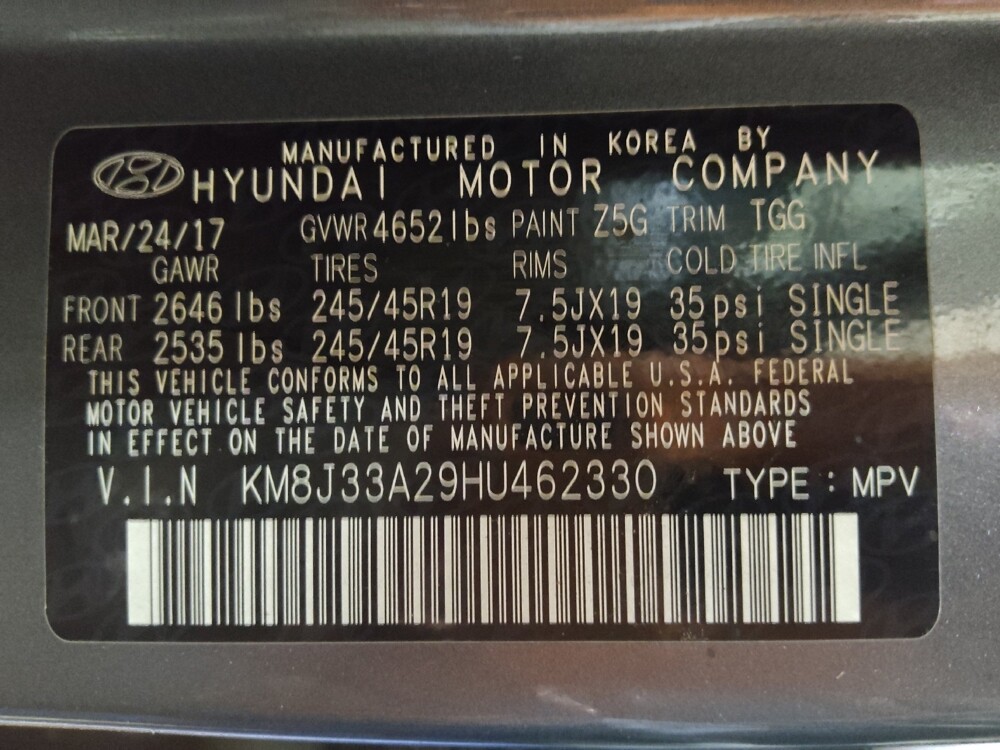 MANUFACTURED IN KOREA BY
HYUNDAI MOTOR COMPANY
MAR/24/17 GVWR 4652 lbs PAINT Z5G TRIM TGG
GAWR TIRES RIMS COLD TIRE INFL
FRONT 2646 lbs 245/45R19 7.5JX19 35psi SINGLE
REAR 2535 lbs 245/45R19 7.5JX19 35psi SINGLE
THIS VEHICLE CONFORMS TO ALL APPLICABLE U.S.A. FEDERAL
MOTOR VEHICLE SAFETY AND THEFT PREVENTION STANDARDS
IN EFFECT ON THE DATE OF MANUFACTURE SHOWN ABOVE
V.I.N KM8J33A29HU462330 TYPE : MPV